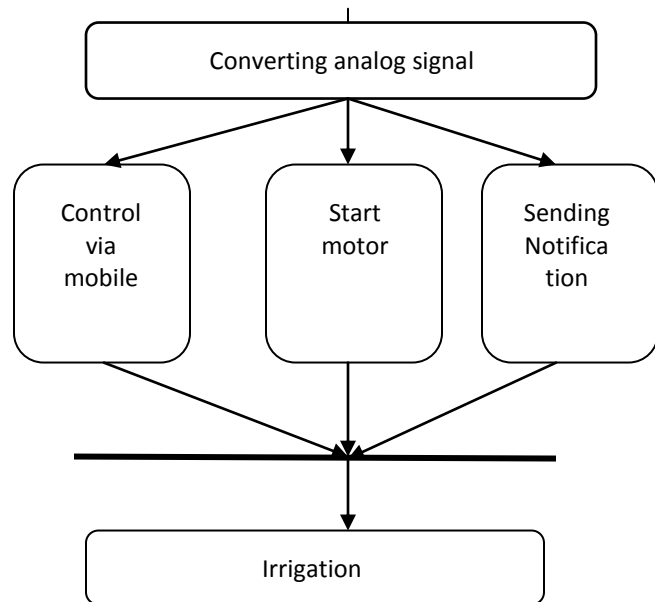 Converting analog signal
Control
via
mobile
Start
motor
Sending
Notifica
tion
Irrigation